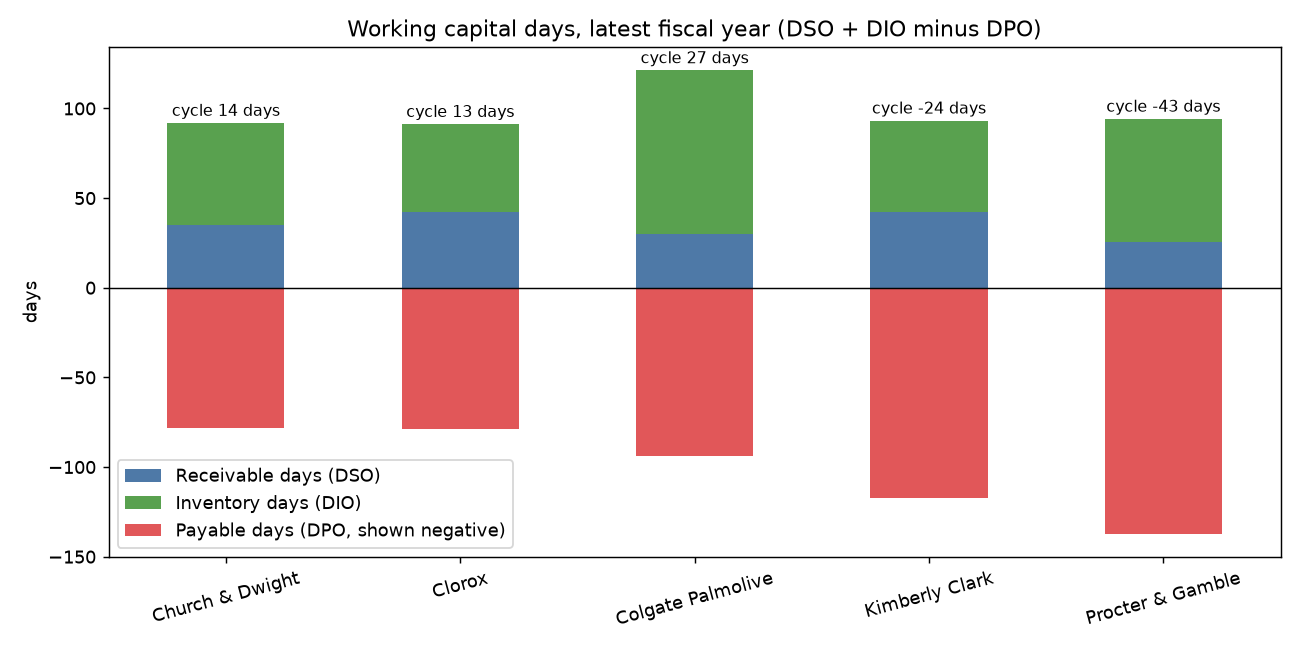 Working capital days, latest fiscal year (DSO + DIO minus DPO)
cycle 14 days
cycle 13 days
cycle 27 days
cycle -24 days
cycle -43 days
days
100
50
0
−50
−100
−150
Receivable days (DSO)
Inventory days (DIO)
Payable days (DPO, shown negative)
Church & Dwight
Clorox
Colgate Palmolive
Kimberly Clark
Procter & Gamble